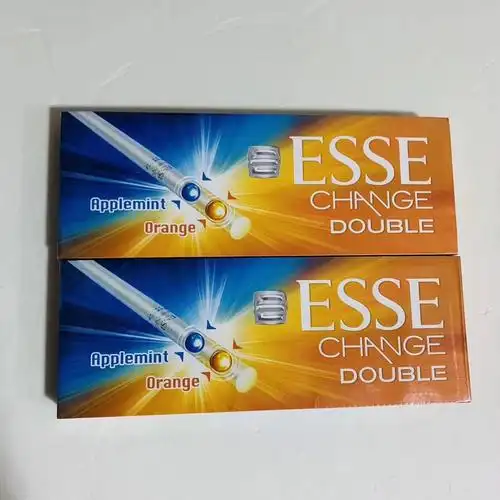 ESSE
CHANGE
DOUBLE
Applemint
Orange
ESSE
CHANGE
DOUBLE
Applemint
Orange